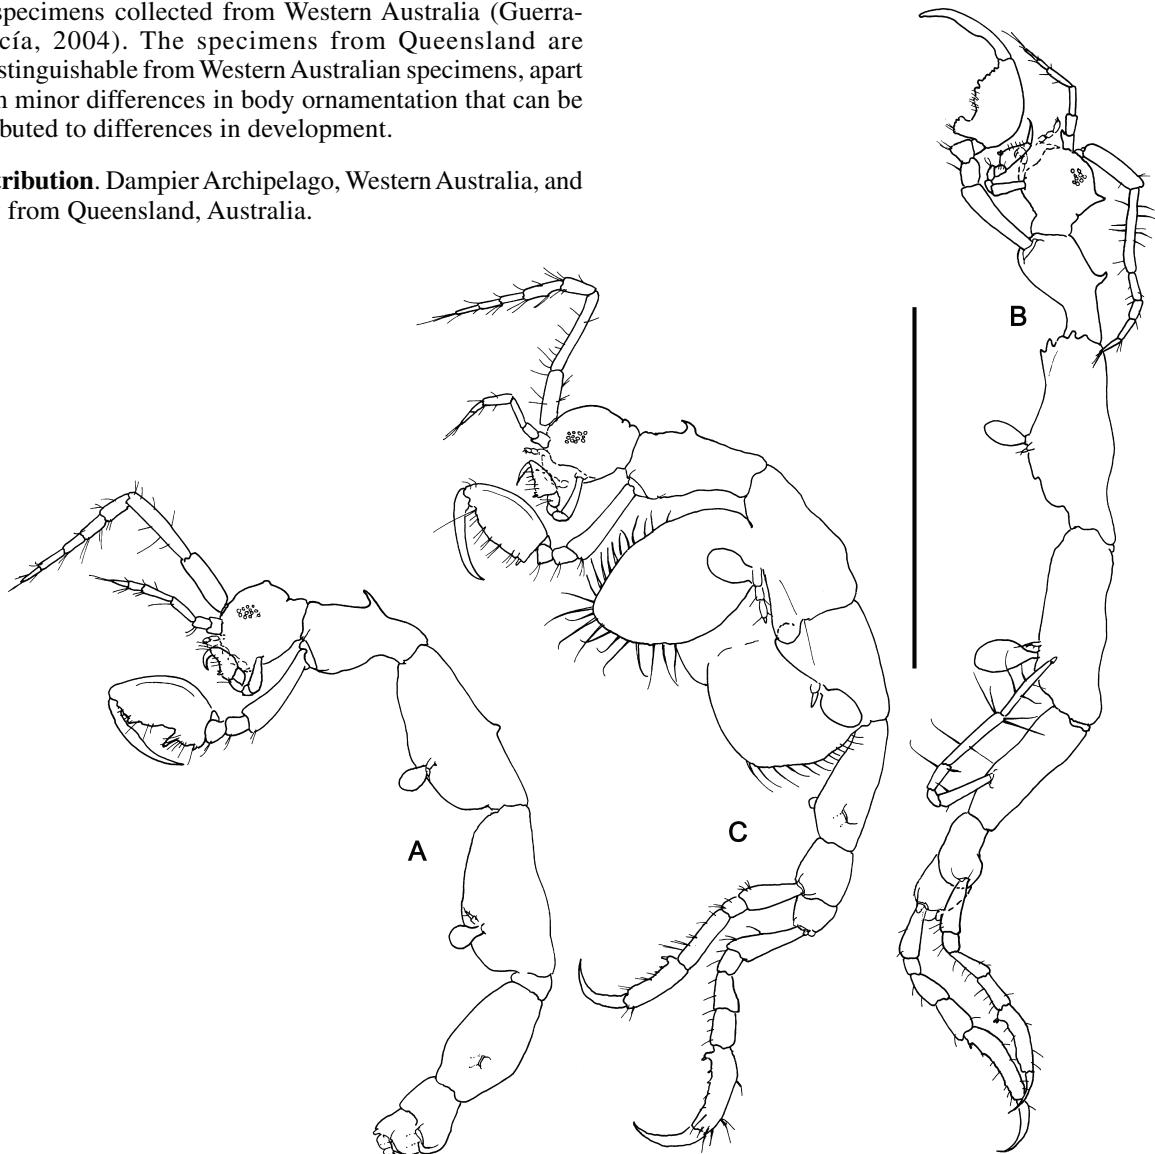 specimens collected from Western Australia (Guerra-
cía, 2004). The specimens from Queensland are
stinguishable from Western Australian specimens, apart
minor differences in body ornamentation that can be
buted to differences in development.
tribution. Dampier Archipelago, Western Australia, and
from Queensland, Australia.
B
C
A